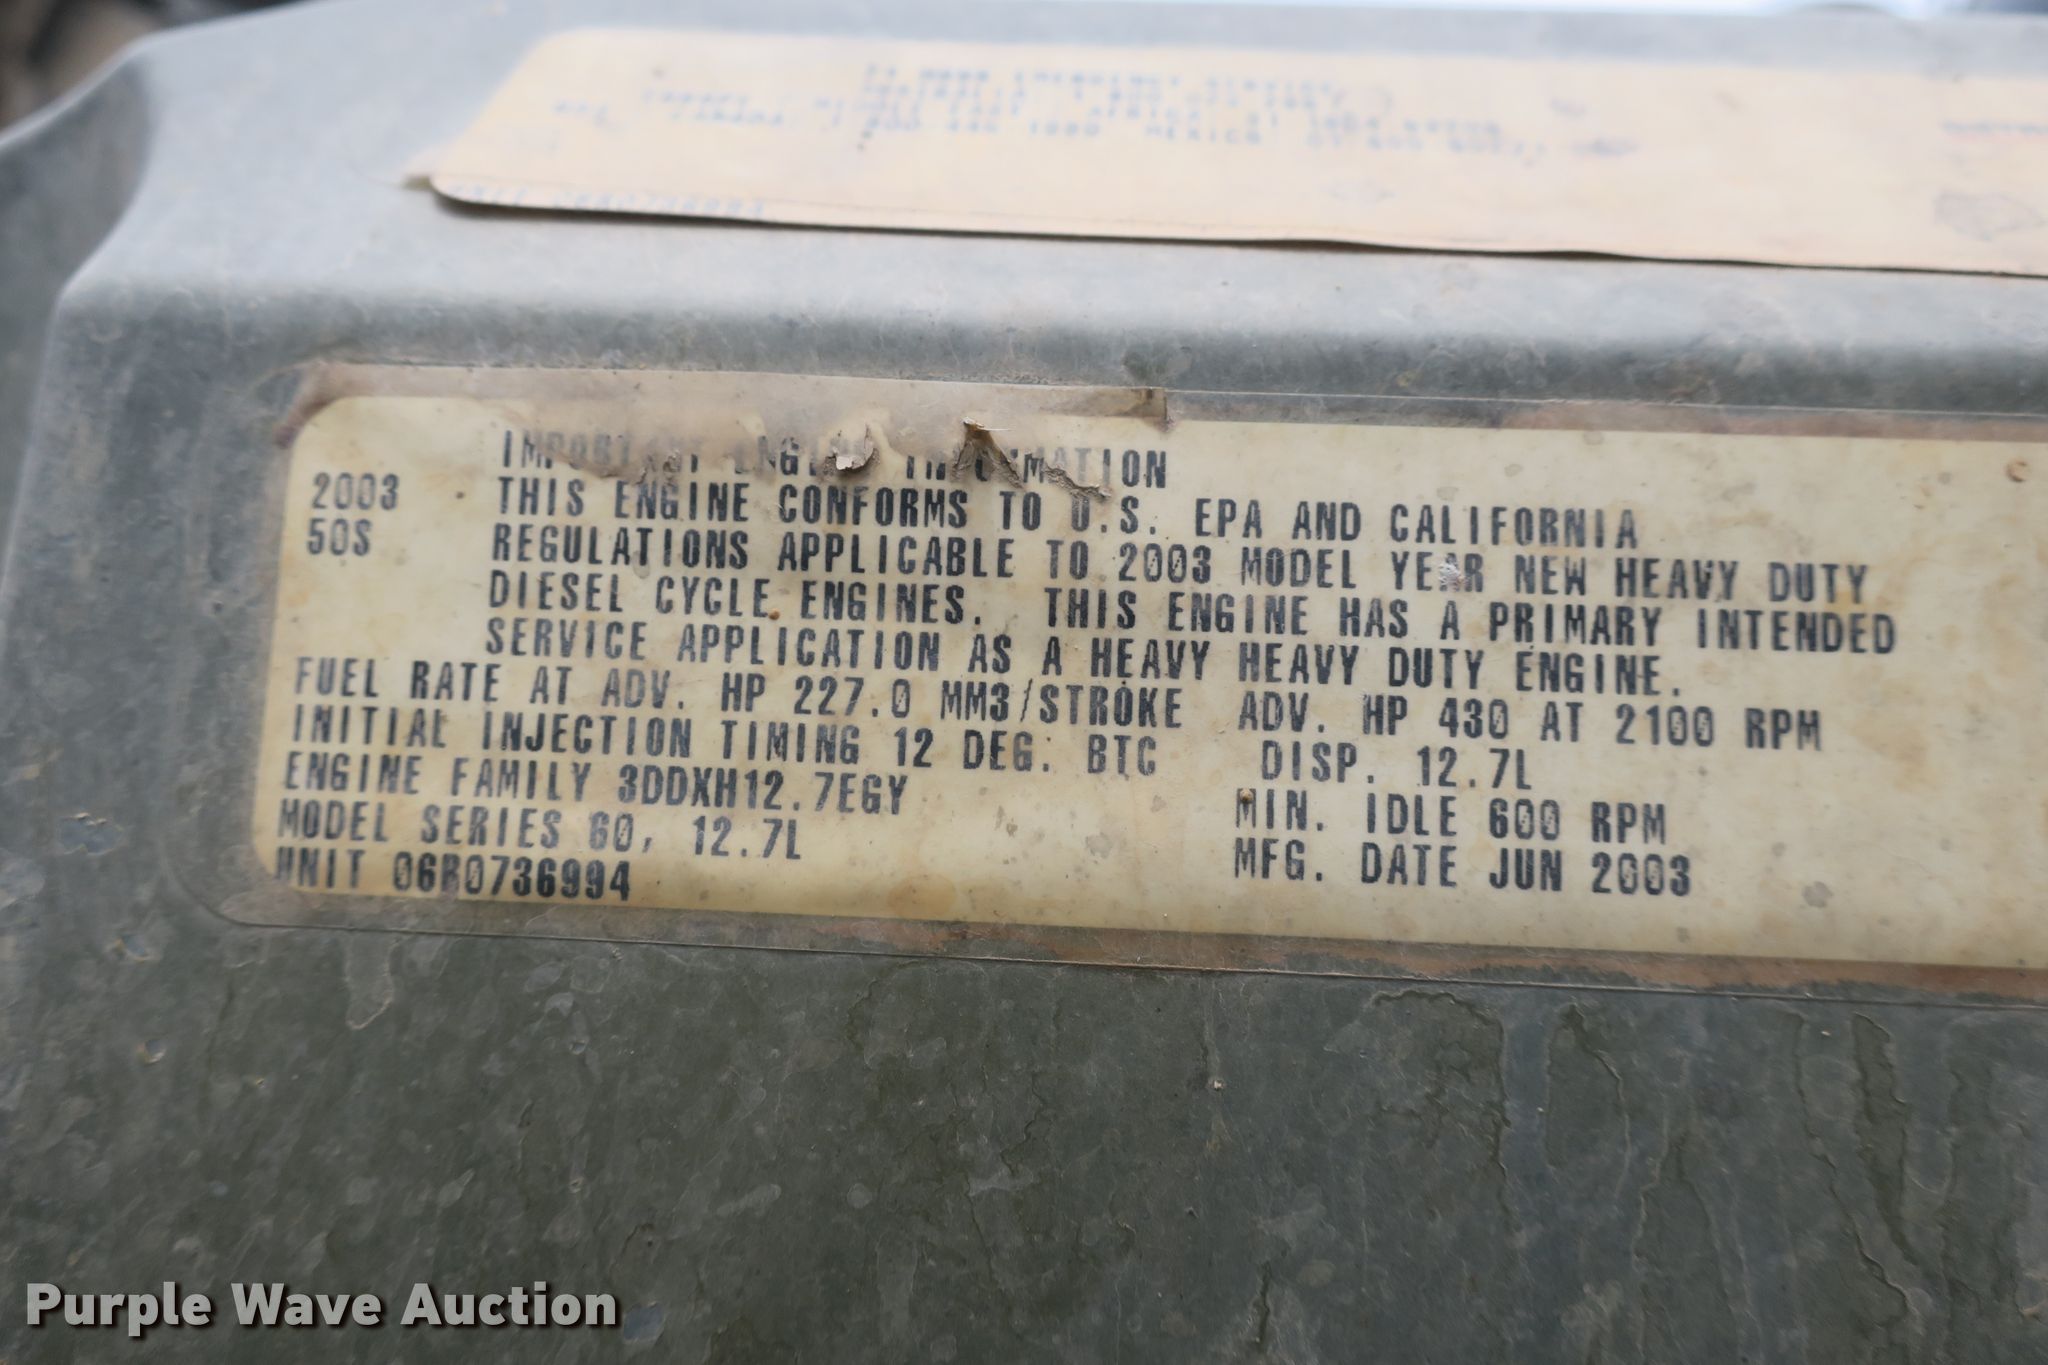 UNIT 06R0736994
IMPORTANT ENGINE INFORMATION
2003 THIS ENGINE CONFORMS TO U.S. EPA AND CALIFORNIA
50S REGULATIONS APPLICABLE TO 2003 MODEL YEAR NEW HEAVY DUTY
DIESEL CYCLE ENGINES. THIS ENGINE HAS A PRIMARY INTENDED
SERVICE APPLICATION AS A HEAVY HEAVY DUTY ENGINE.
FUEL RATE AT ADV. HP 227.0 MM3/STROKE ADV. HP 430 AT 2100 RPM
INITIAL INJECTION TIMING 12 DEG. BTC DISP. 12.7L
ENGINE FAMILY 3DDXH12.7EGY MIN. IDLE 600 RPM
MODEL SERIES 60, 12.7L MFG. DATE JUN 2003
UNIT 06R0736994
Purple Wave Auction